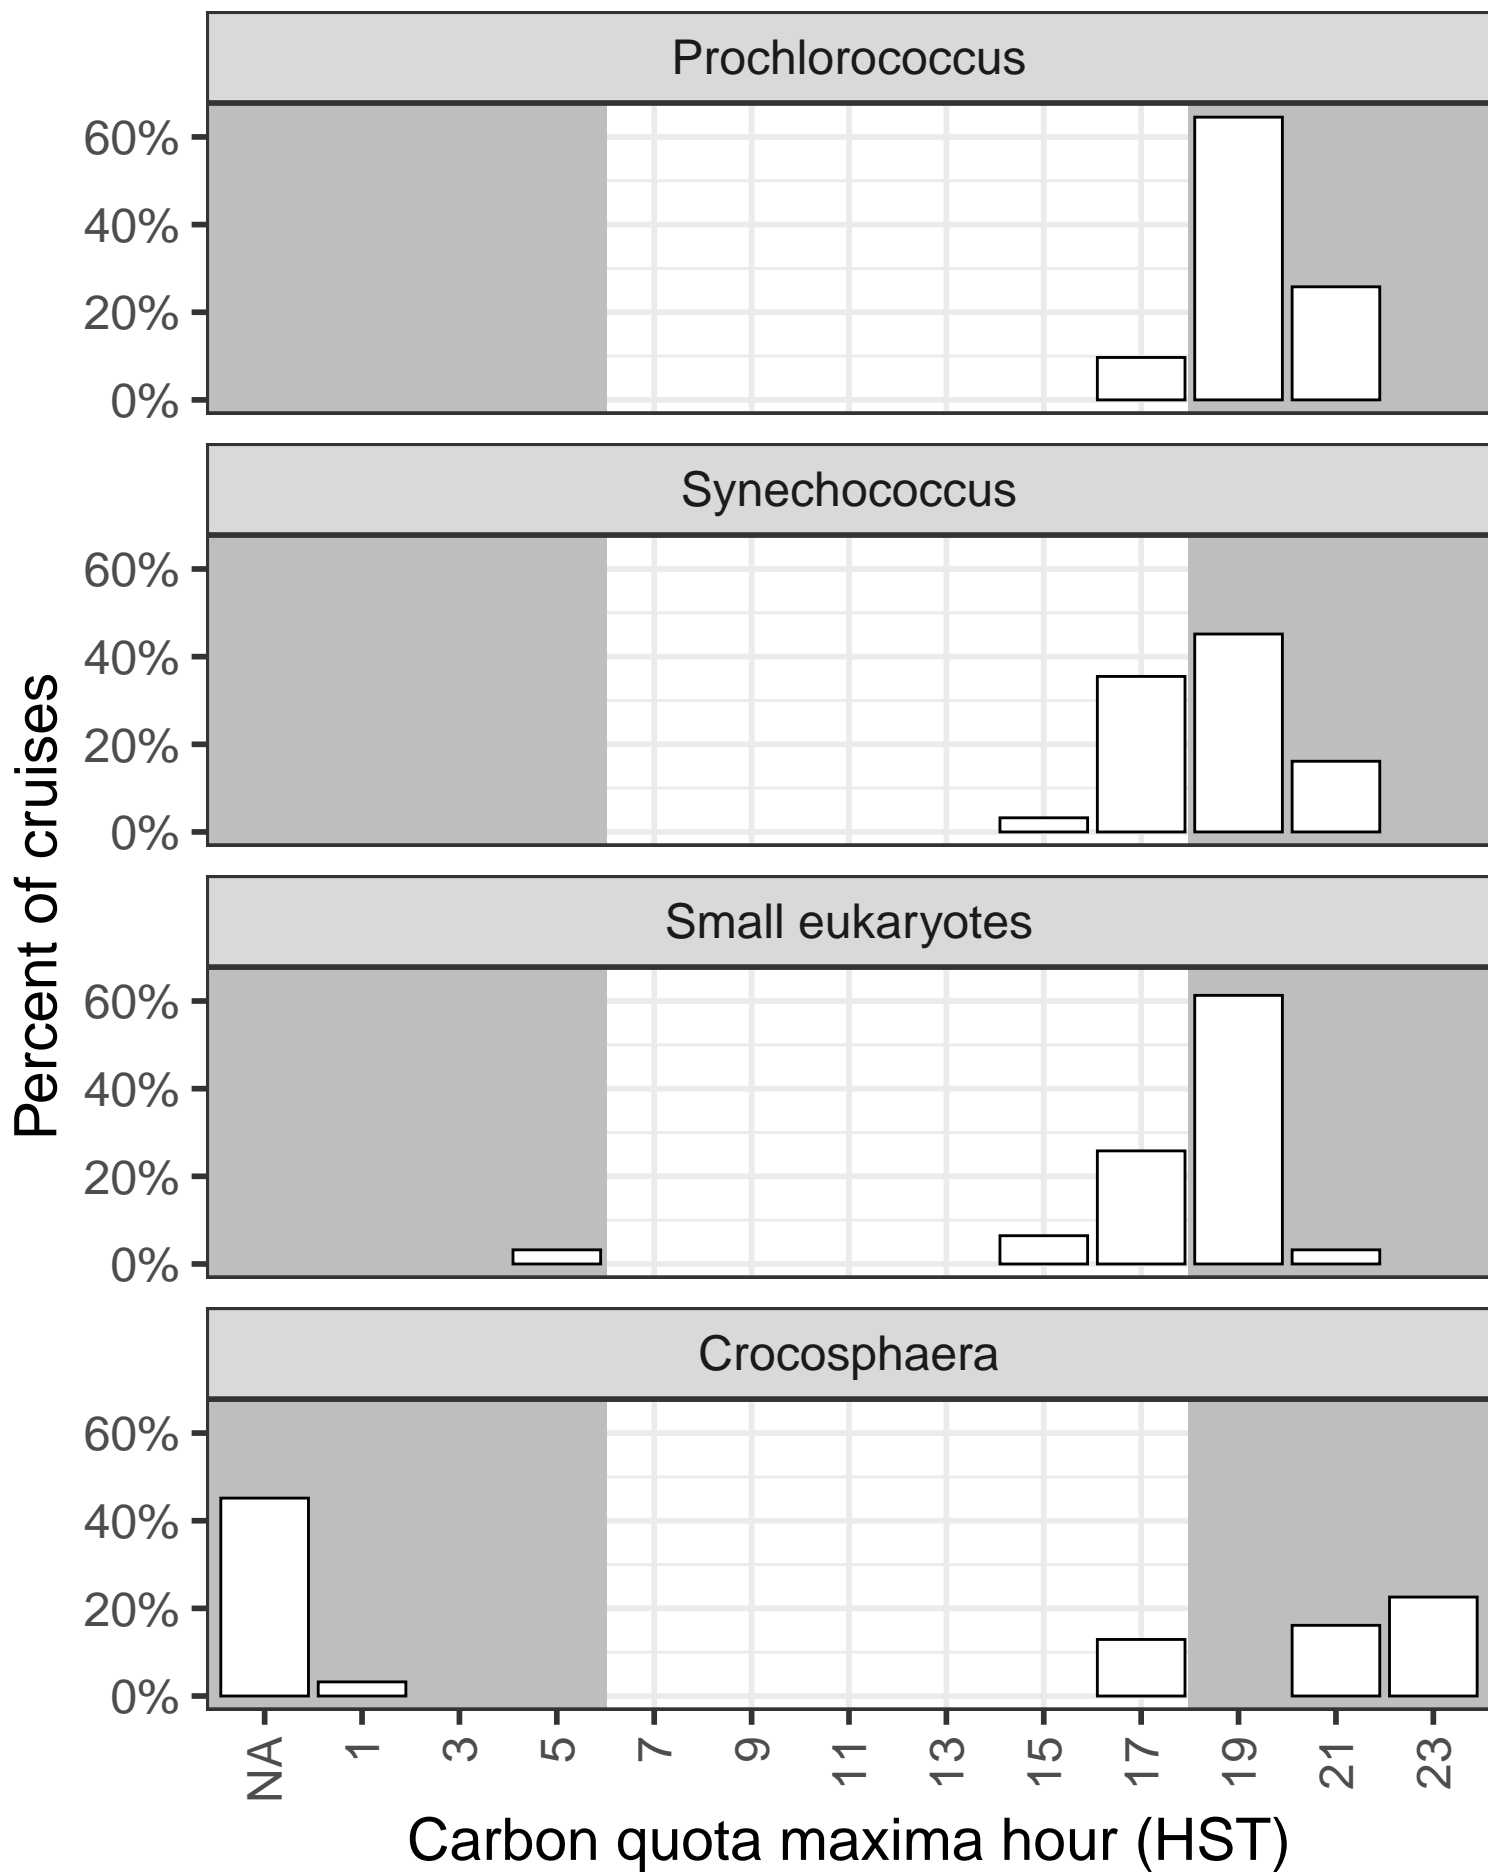 Prochlorococcus
60%
40%
20%
0%
Synechococcus
60%
40%
20%
0%
Small eukaryotes
60%
40%
20%
0%
Crocosphaera
60%
40%
20%
0%
Percent of cruises
NA 1 3 5 7 9 11 13 15 17 19 21 23
Carbon quota maxima hour (HST)